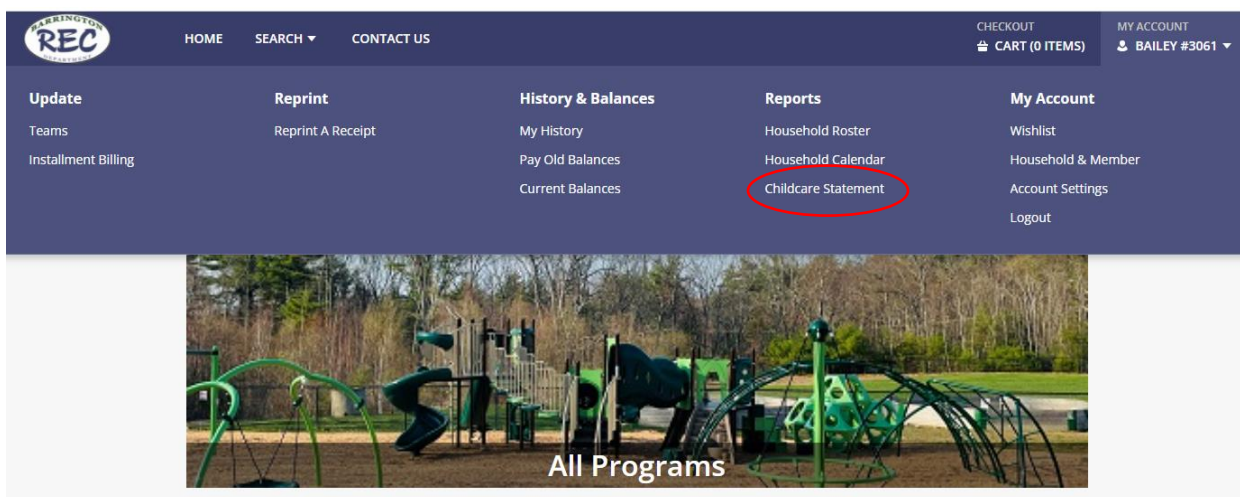 BARRINGTON
REC
DEPARTMENT
HOME
SEARCH
CONTACT US
CHECKOUT
CART (0 ITEMS)
MY ACCOUNT
BAILEY #3061
Update
Teams
Installment Billing
Reprint
Reprint A Receipt
History & Balances
My History
Pay Old Balances
Current Balances
Reports
Household Roster
Household Calendar
Childcare Statement
My Account
Wishlist
Household & Member
Account Settings
Logout
All Programs